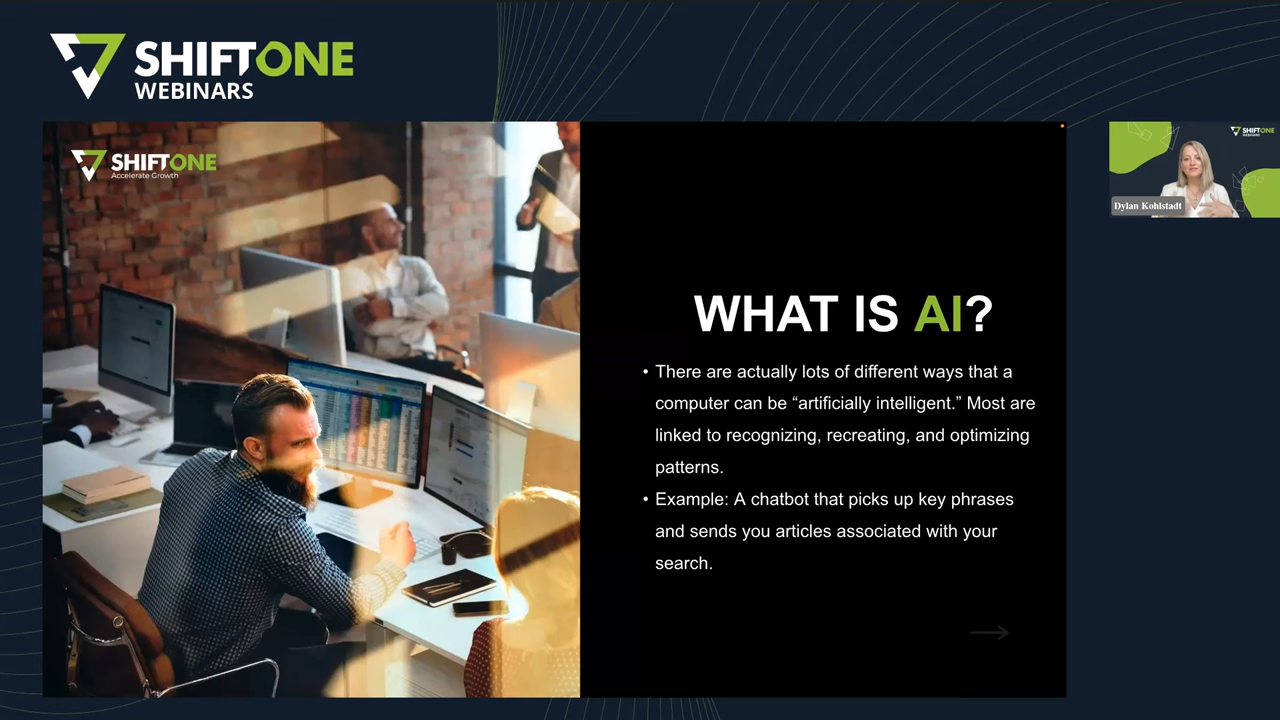 SHIFTONE
WEBINARS
SHIFTONE
Accelerate Growth
WHAT IS AI?
• There are actually lots of different ways that a
computer can be “artificially intelligent.” Most are
linked to recognizing, recreating, and optimizing
patterns.
• Example: A chatbot that picks up key phrases
and sends you articles associated with your
search.
SHIFTONE
WEBINARS
Dylan Kohlstadt